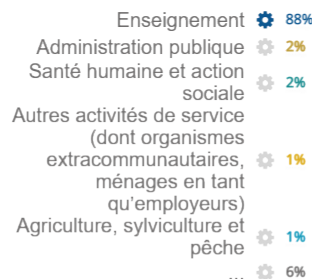 Enseignement 88%
Administration publique 2%
Santé humaine et action
sociale 2%
Autres activités de service
(dont organismes
extracommunautaires, 1%
ménages en tant
qu'employeurs)
Agriculture, sylviculture et
pêche 1%
... 6%